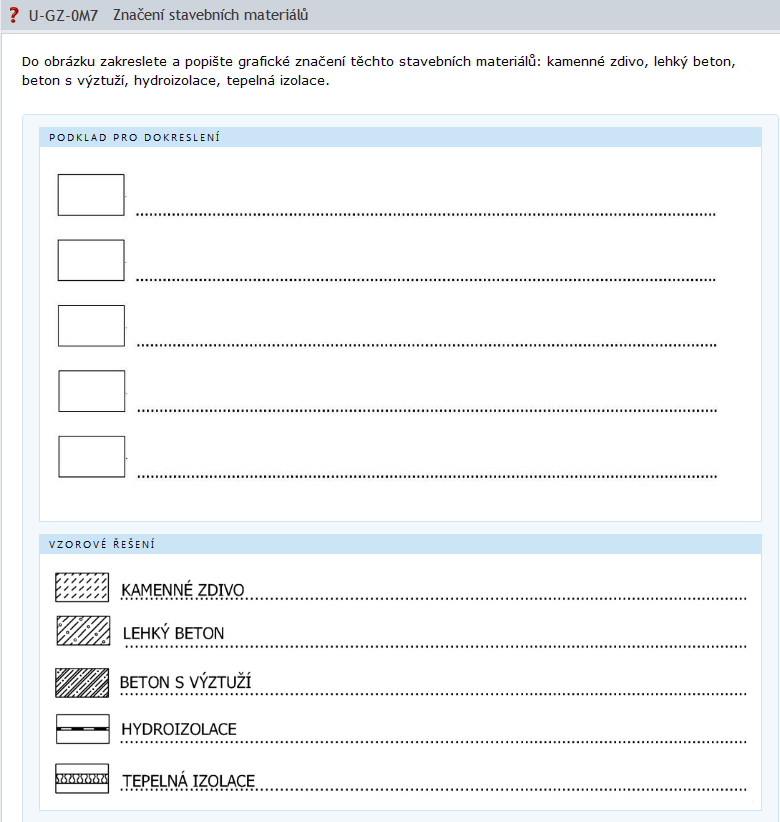 ? U-GZ-0M7 Značení stavebních materiálů
Do obrázku zakreslete a popište grafické značení těchto stavebních materiálů: kamenné zdivo, lehký beton,
beton s výztuží, hydroizolace, tepelná izolace.
PODKLAD PRO DOKRESLENÍ
VZOROVÉ ŘEŠENÍ
KAMENNÉ ZDIVO
LEHKÝ BETON
BETON S VÝZTUŽÍ
HYDROIZOLACE
TEPELNÁ IZOLACE